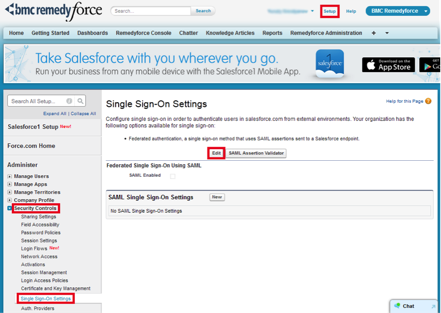 bmc remedyforce
Search...
Search
Setup
Help
BMC Remedyforce
Home
Getting Started
Dashboards
Remedyforce Console
Chatter
Knowledge Articles
Reports
Remedyforce Administration
+
Take Salesforce with you wherever you go.
Run your business from any mobile device with the Salesforce1 Mobile App.
salesforce
Download on the
App Store
Search All Setup...
Expand All | Collapse All
Salesforce1 Setup New!
Force.com Home
Administer
Manage Users
Manage Apps
Manage Territories
Company Profile
Security Controls
Sharing Settings
Field Accessibility
Password Policies
Session Settings
Login Flows New!
Network Access
Activations
Session Management
Login Access Policies
Certificate and Key Management
Single Sign-On Settings
Auth. Providers
Single Sign-On Settings
Help for this Page
Configure single sign-on in order to authenticate users in salesforce.com from external environments. Your organization has the
following options available for single sign-on:
• Federated authentication, a single sign-on method that uses SAML assertions sent to a Salesforce endpoint.
Edit
SAML Assertion Validator
Federated Single Sign-On Using SAML
SAML Enabled
SAML Single Sign-On Settings
New
No SAML Single Sign-On Settings
Chat